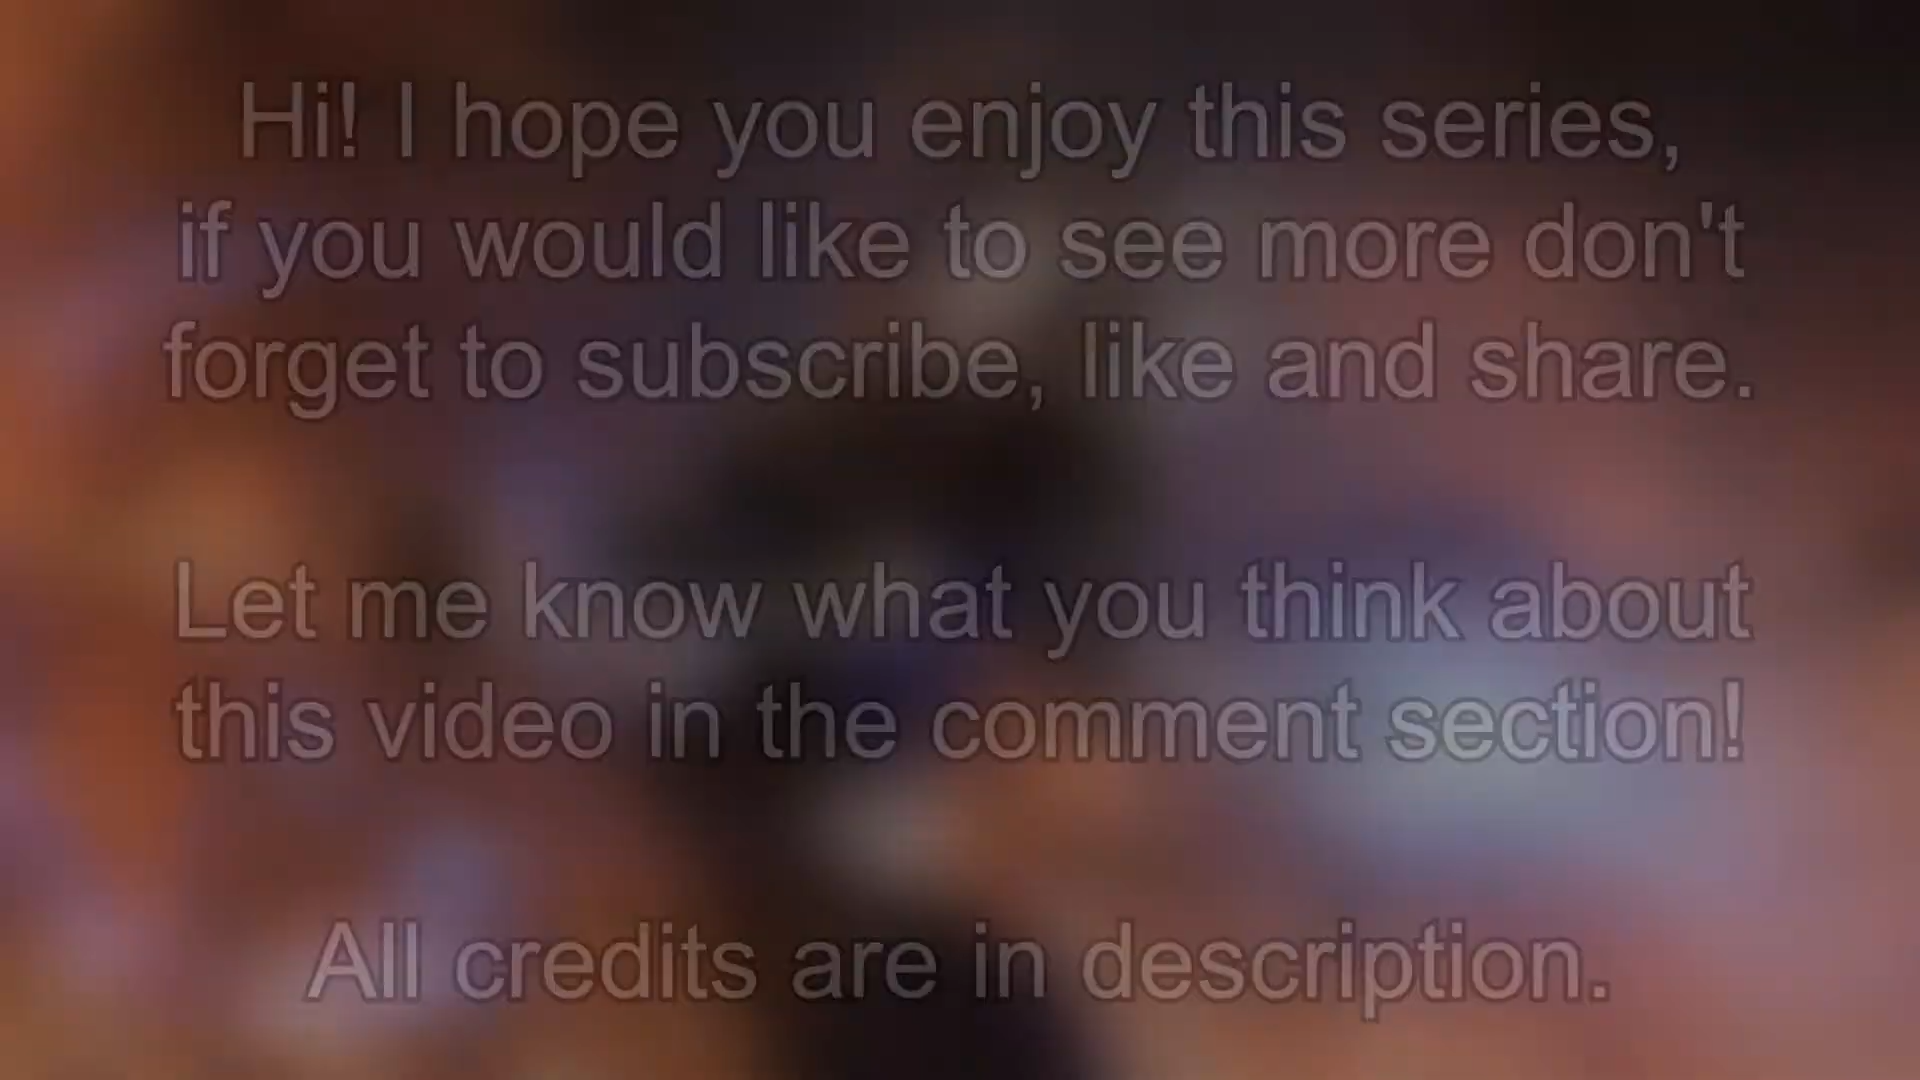 Hi! I hope you enjoy this series,
if you would like to see more don't
forget to subscribe, like and share.
Let me know what you think about
this video in the comment section!
All credits are in description.